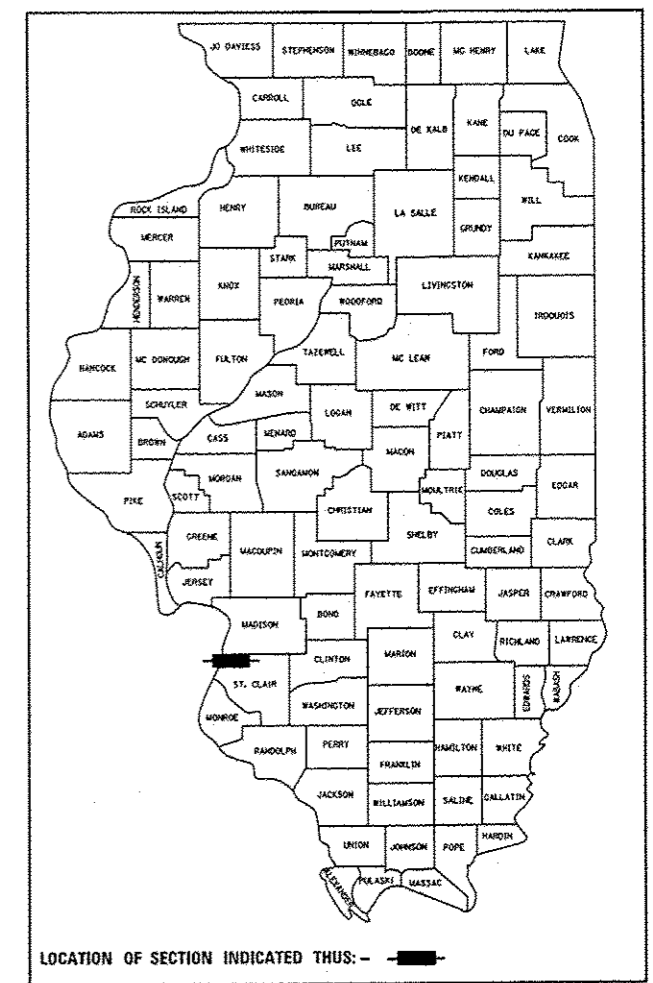 JO DAVIESS STEPHENSON WINNEBAGO BOONE MC HENRY LAKE
CARROLL OGLE DE KALB KANE DU PAGE COOK
WHITESIDE LEE
KENDALL
ROCK ISLAND HENRY BUREAU LA SALLE GRUNDY WILL
MERCER PUTNAM
STARK MARSHALL KANKAKEE
HENDERSON WARREN KNOX PEORIA WOODFORD LIVINGSTON
IROQUOIS
HANCOCK MC DONOUGH FULTON TAZEWELL MC LEAN FORD
MASON
SCHUYLER LOGAN DE WITT CHAMPAIGN VERMILION
ADAMS BROWN CASS MENARD PIATT
MACON
MORGAN SANGAMON DOUGLAS EDGAR
PIKE SCOTT CHRISTIAN MOULTRIE COLES
CALHOUN GREENE MACOUPIN MONTGOMERY SHELBY CUMBERLAND CLARK
JERSEY FAYETTE EFFINGHAM JASPER CRAWFORD
MADISON BOND CLAY RICHLAND LAWRENCE
CLINTON MARION
ST. CLAIR WAYNE EDWARDS WABASH
WASHINGTON JEFFERSON
MONROE
RANDOLPH PERRY HAMILTON WHITE
FRANKLIN
JACKSON WILLIAMSON SALINE GALLATIN
UNION JOHNSON POPE HARDIN
ALEXANDER PULASKI MASSAC
LOCATION OF SECTION INDICATED THUS: -